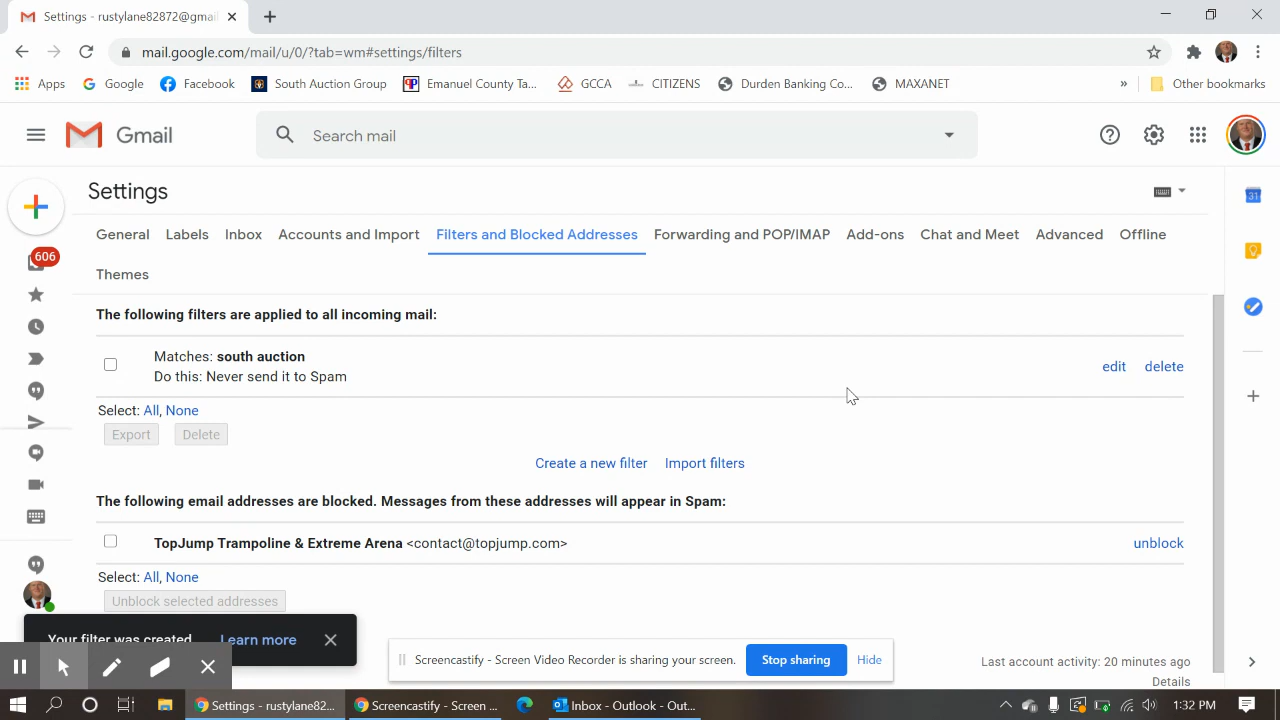 Settings - rustylane82872@gmai
mail.google.com/mail/u/0/?tab=wm#settings/filters
Apps Google Facebook South Auction Group Emanuel County Ta... GCCA CITIZENS Durden Banking Co... MAXANET » Other bookmarks
Gmail Search mail
Settings
606
General Labels Inbox Accounts and Import Filters and Blocked Addresses Forwarding and POP/IMAP Add-ons Chat and Meet Advanced Offline
Themes
The following filters are applied to all incoming mail:
Matches: south auction
Do this: Never send it to Spam
edit delete
Select: All, None
Export Delete
Create a new filter Import filters
The following email addresses are blocked. Messages from these addresses will appear in Spam:
TopJump Trampoline & Extreme Arena <contact@topjump.com> unblock
Select: All, None
Unblock selected addresses
Your filter was created Learn more
Screencastify - Screen Video Recorder is sharing your screen. Stop sharing Hide
Last account activity: 20 minutes ago
Details
31
Settings - rustylane82... Screencastify - Screen ... Inbox - Outlook - Out... 1:32 PM